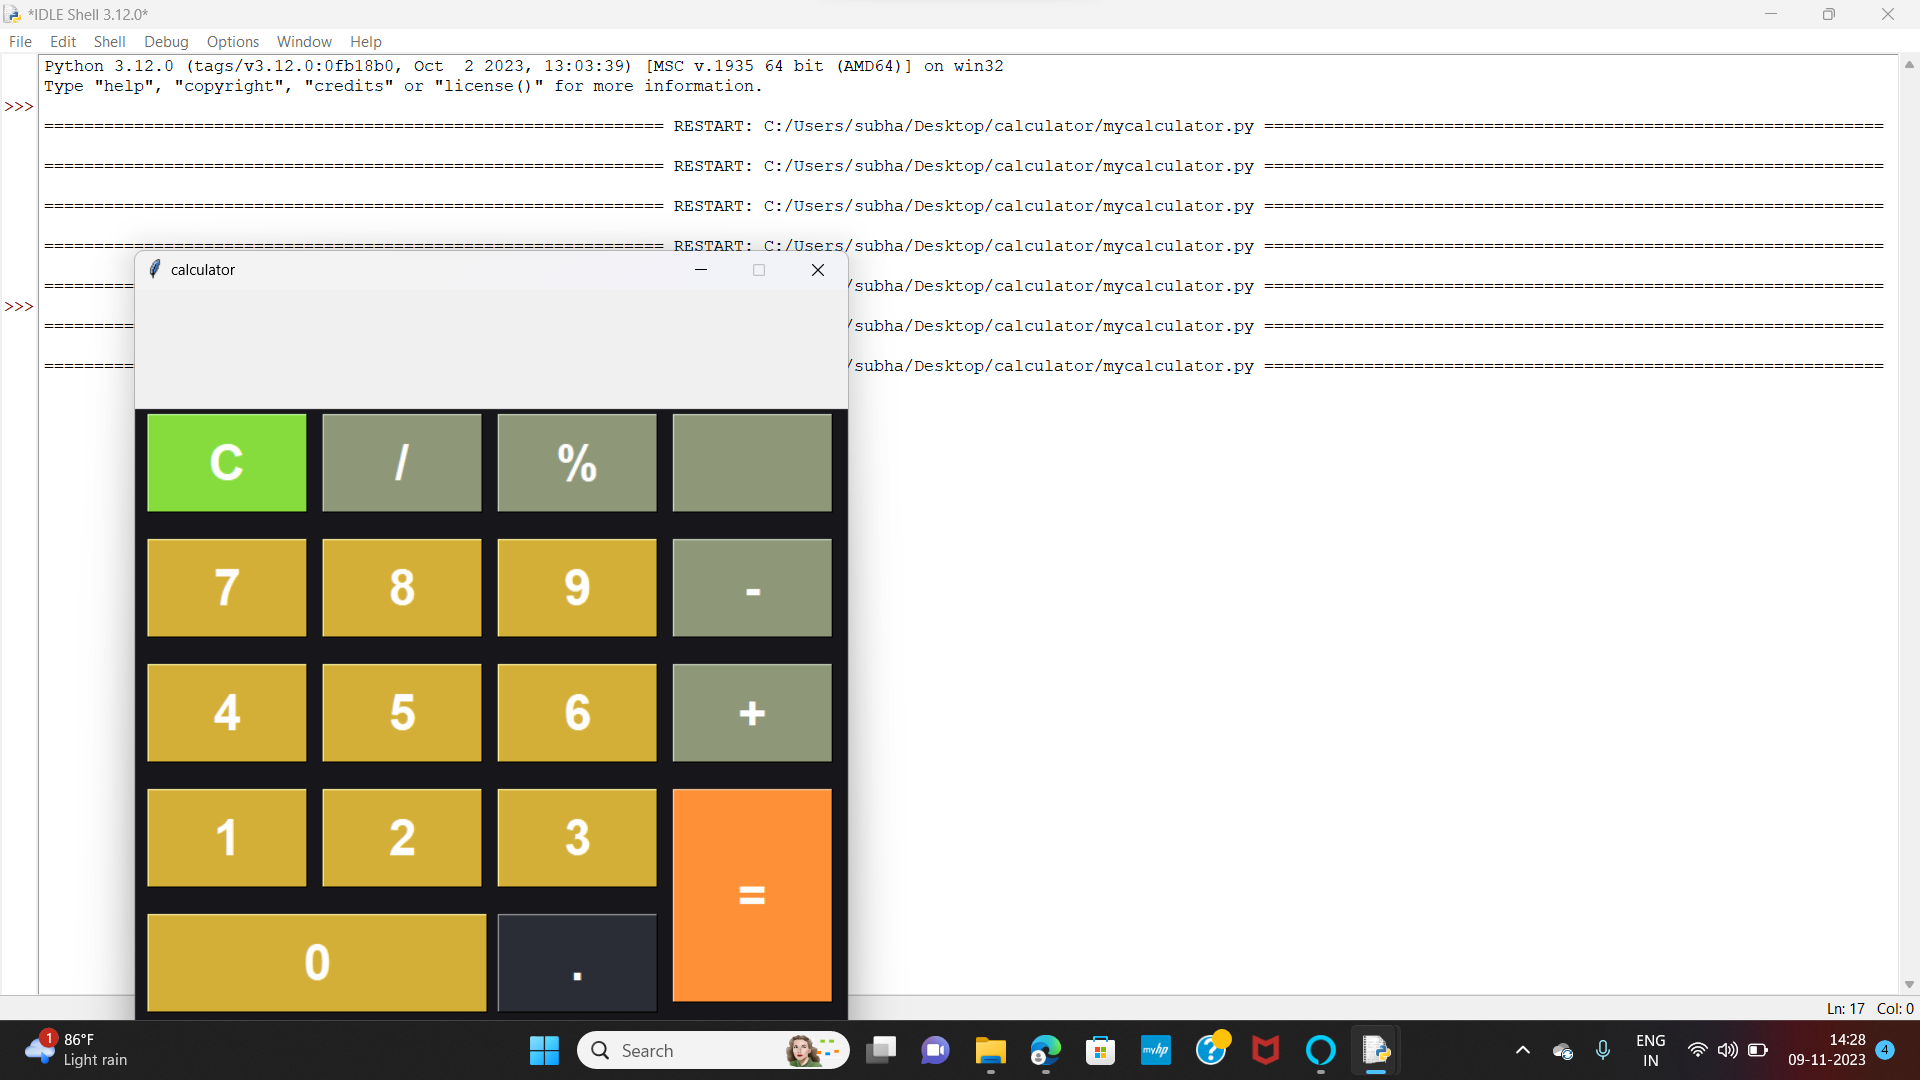 *IDLE Shell 3.12.0*
File Edit Shell Debug Options Window Help
Python 3.12.0 (tags/v3.12.0:0fb18b0, Oct  2 2023, 13:03:39) [MSC v.1935 64 bit (AMD64)] on win32
Type "help", "copyright", "credits" or "license()" for more information.
>>>
============================================================== RESTART: C:/Users/subha/Desktop/calculator/mycalculator.py ==============================================================
============================================================== RESTART: C:/Users/subha/Desktop/calculator/mycalculator.py ==============================================================
============================================================== RESTART: C:/Users/subha/Desktop/calculator/mycalculator.py ==============================================================
============================================================== RESTART: C:/Users/subha/Desktop/calculator/mycalculator.py ==============================================================
========= /subha/Desktop/calculator/mycalculator.py ==============================================================
>>>
========= /subha/Desktop/calculator/mycalculator.py ==============================================================
========= /subha/Desktop/calculator/mycalculator.py ==============================================================
calculator
C / %
7 8 9 -
4 5 6 +
1 2 3
=
0 .
Ln: 17 Col: 0
1
86°F
Light rain
Search
myhp
ENG
IN
14:28
09-11-2023
4